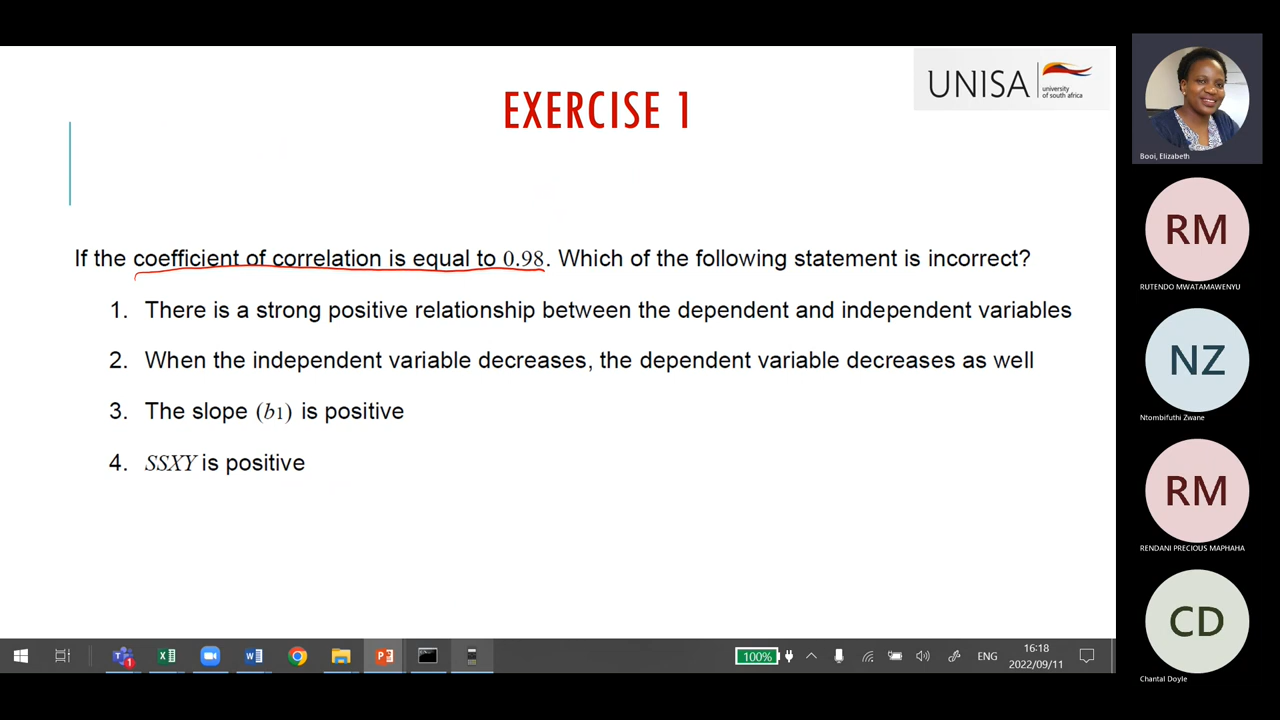 UNISA
university
of south africa
EXERCISE 1
If the coefficient of correlation is equal to 0.98. Which of the following statement is incorrect?
1. There is a strong positive relationship between the dependent and independent variables
2. When the independent variable decreases, the dependent variable decreases as well
3. The slope (b1) is positive
4. SSXY is positive
Booi, Elizabeth
RM
RUTENDO MWATAMAWENYU
NZ
Ntombifuthi Zwane
RM
RENDANI PRECIOUS MAPHAHA
CD
Chantal Doyle
1
100%
ENG
16:18
2022/09/11